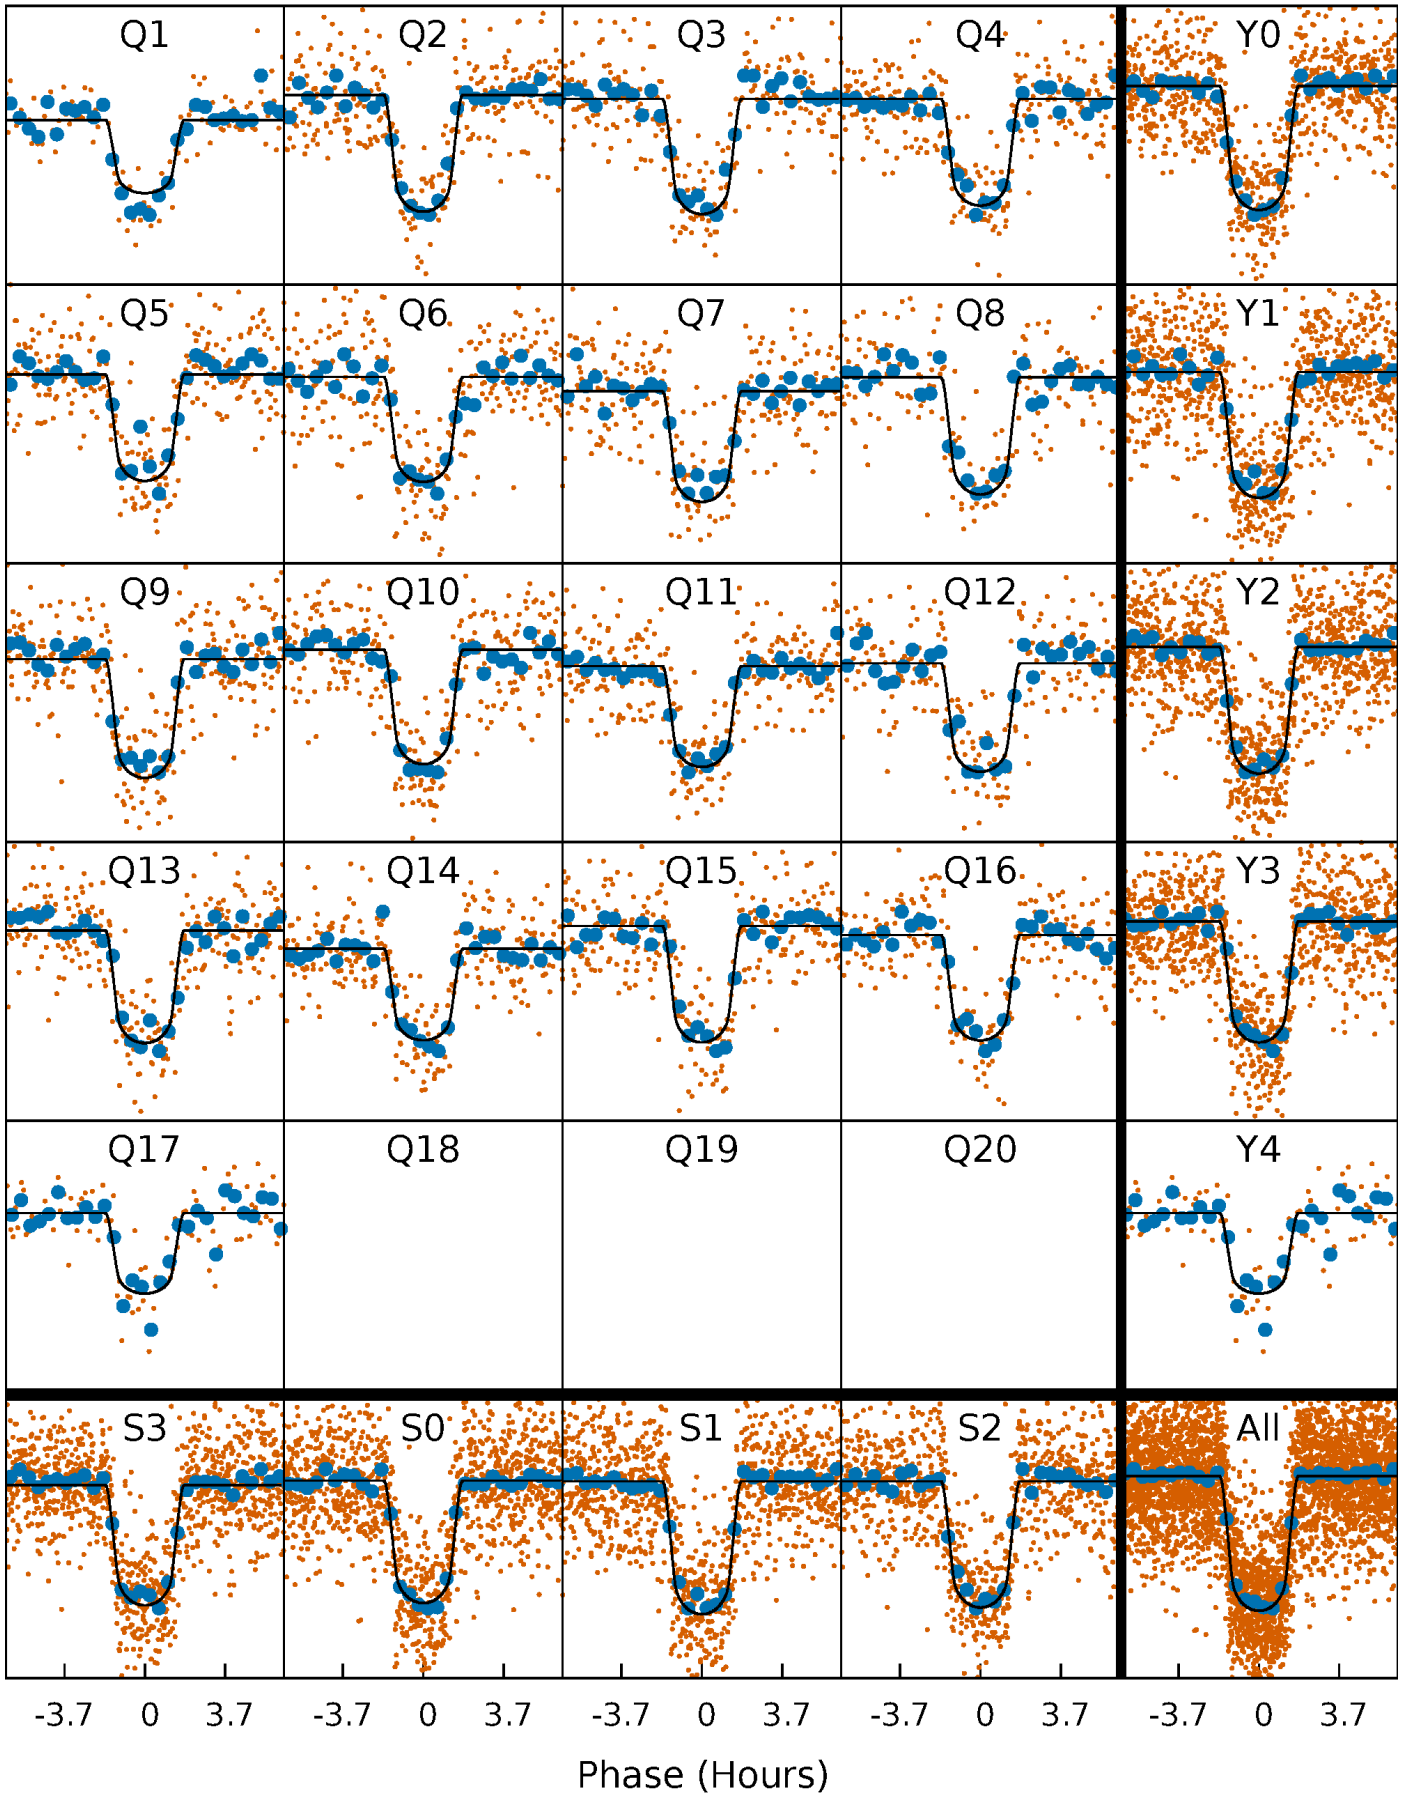 Q1 Q2 Q3 Q4 Y0
Q5 Q6 Q7 Q8 Y1
Q9 Q10 Q11 Q12 Y2
Q13 Q14 Q15 Q16 Y3
Q17 Q18 Q19 Q20 Y4
S3 S0 S1 S2 All
-3.7 0 3.7 -3.7 0 3.7 -3.7 0 3.7 -3.7 0 3.7 -3.7 0 3.7
Phase (Hours)